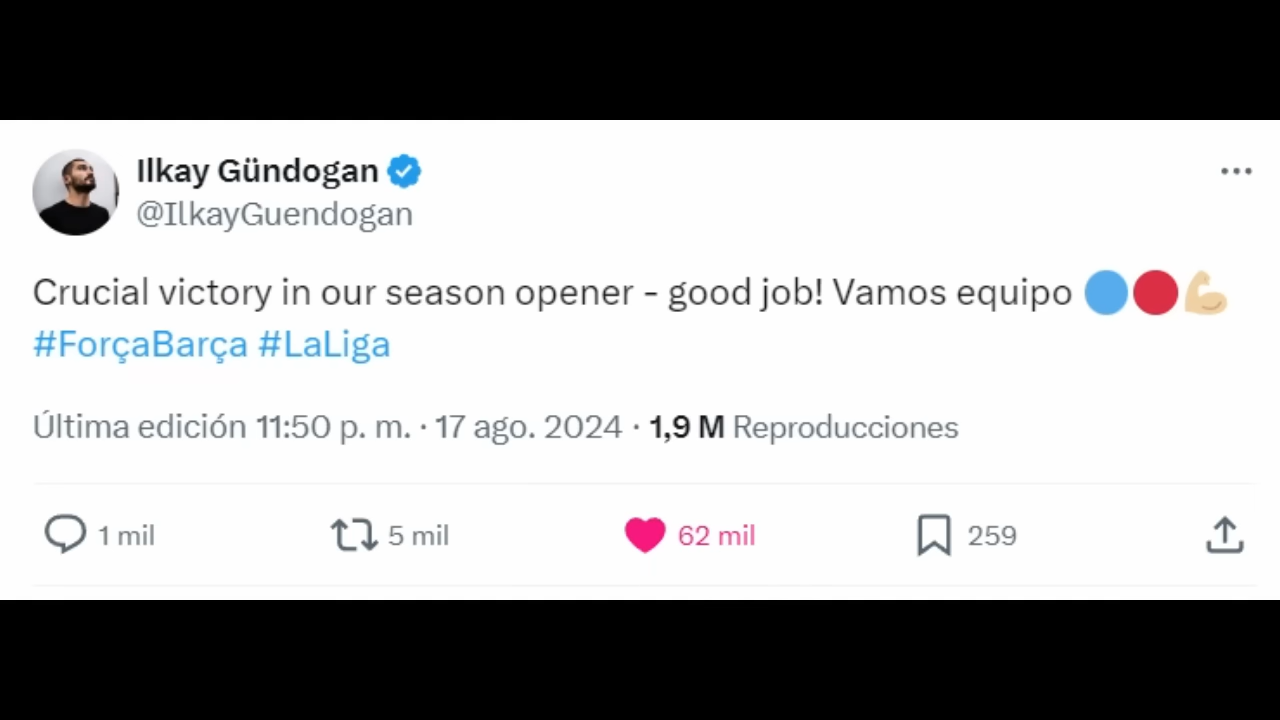 Ilkay Gündogan
@IlkayGuendogan
Crucial victory in our season opener - good job! Vamos equipo 🔵🔴💪🏼
#ForçaBarça #LaLiga
Última edición 11:50 p. m. · 17 ago. 2024 · 1,9 M Reproducciones
1 mil 5 mil 62 mil 259